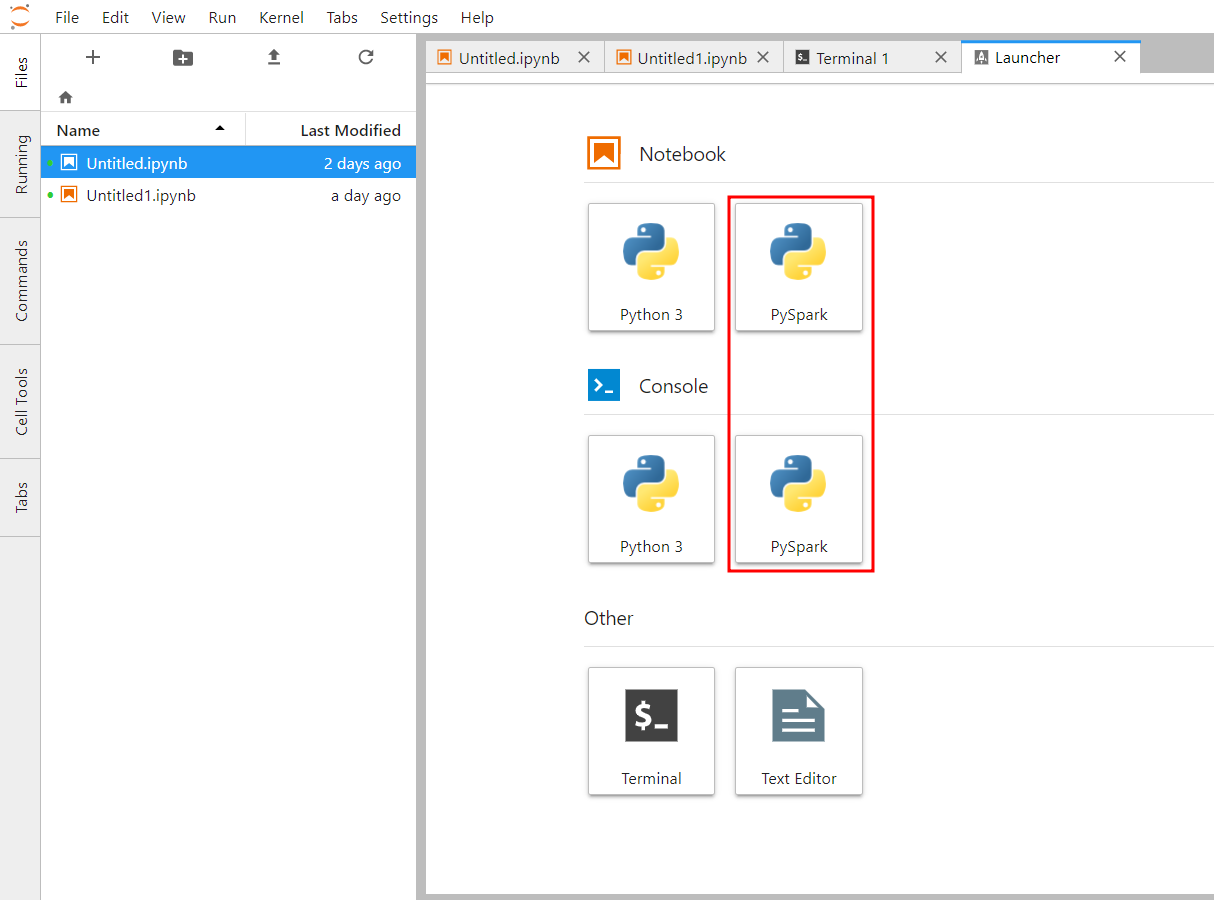 File Edit View Run Kernel Tabs Settings Help
Files
Running
Commands
Cell Tools
Tabs
Name Last Modified
Untitled.ipynb 2 days ago
Untitled1.ipynb a day ago
Untitled.ipynb Untitled1.ipynb Terminal 1 Launcher
Notebook
Python 3 PySpark
Console
Python 3 PySpark
Other
$_
Terminal Text Editor